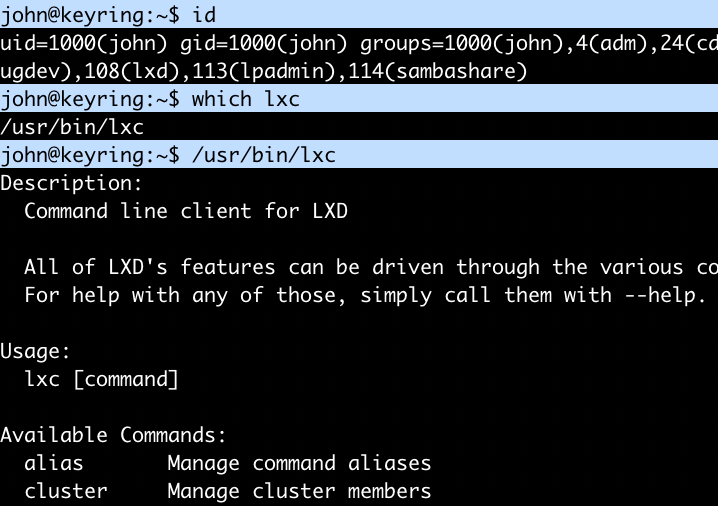 john@keyring:~$ id
uid=1000(john) gid=1000(john) groups=1000(john),4(adm),24(cd
ugdev),108(lxd),113(lpadmin),114(sambashare)
john@keyring:~$ which lxc
/usr/bin/lxc
john@keyring:~$ /usr/bin/lxc
Description:
  Command line client for LXD

  All of LXD's features can be driven through the various co
  For help with any of those, simply call them with --help.

Usage:
  lxc [command]

Available Commands:
  alias       Manage command aliases
  cluster     Manage cluster members